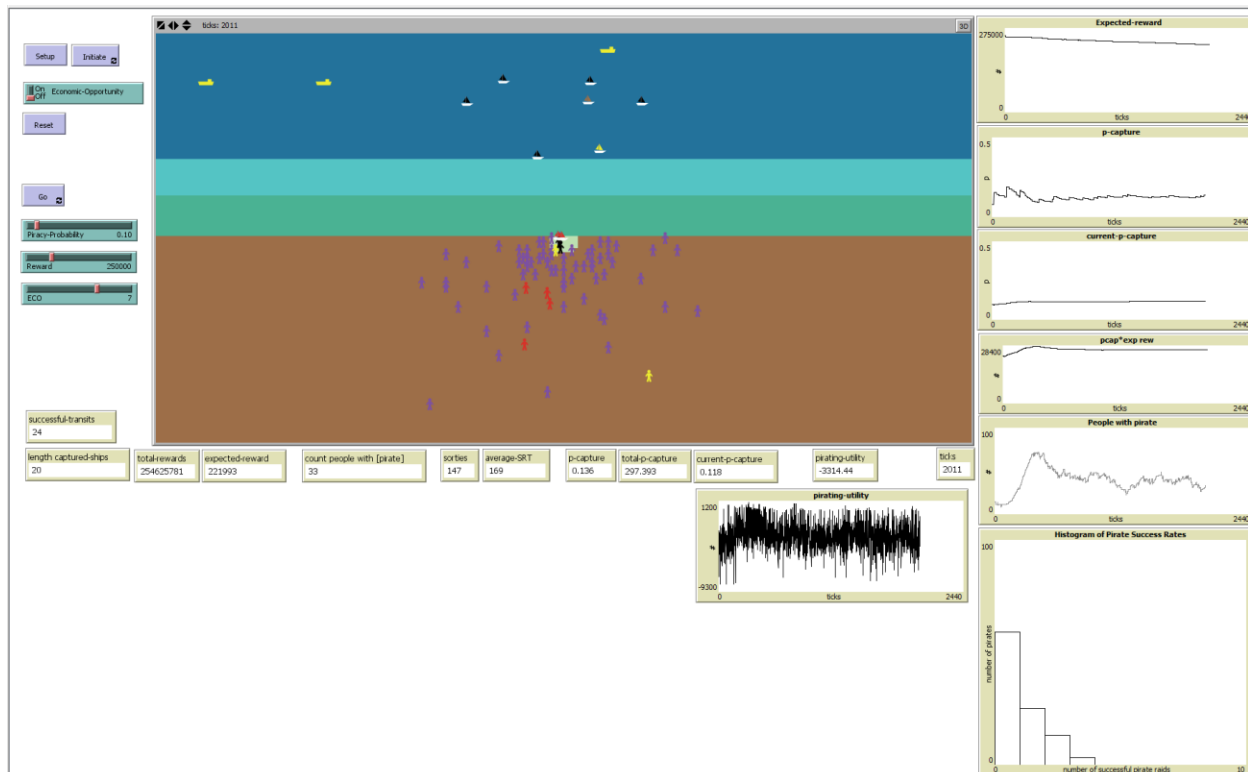 ticks: 2011
3D
Setup
Initiate
On
Off
Economic-Opportunity
Reset
Go
Piracy-Probability 0.10
Reward 250000
ECO 7
successful-transits
24
length captured-ships
20
total-rewards
254625781
expected-reward
221993
count people with [pirate]
33
sorties
147
average-SRT
169
p-capture
0.136
total-p-capture
297.393
current-p-capture
0.118
pirating-utility
-3314.44
ticks
2011
pirating-utility
1200
#
-9300
0
ticks
2440
Expected-reward
275000
#
0
0
ticks
2440
p-capture
0.5
p
0
0
ticks
2440
current-p-capture
0.5
0
0
ticks
2440
pcap*exp rew
28400
#
0
0
ticks
2440
People with pirate
100
#
0
0
ticks
2440
Histogram of Pirate Success Rates
100
number of pirates
0
0
number of successful pirate raids
10